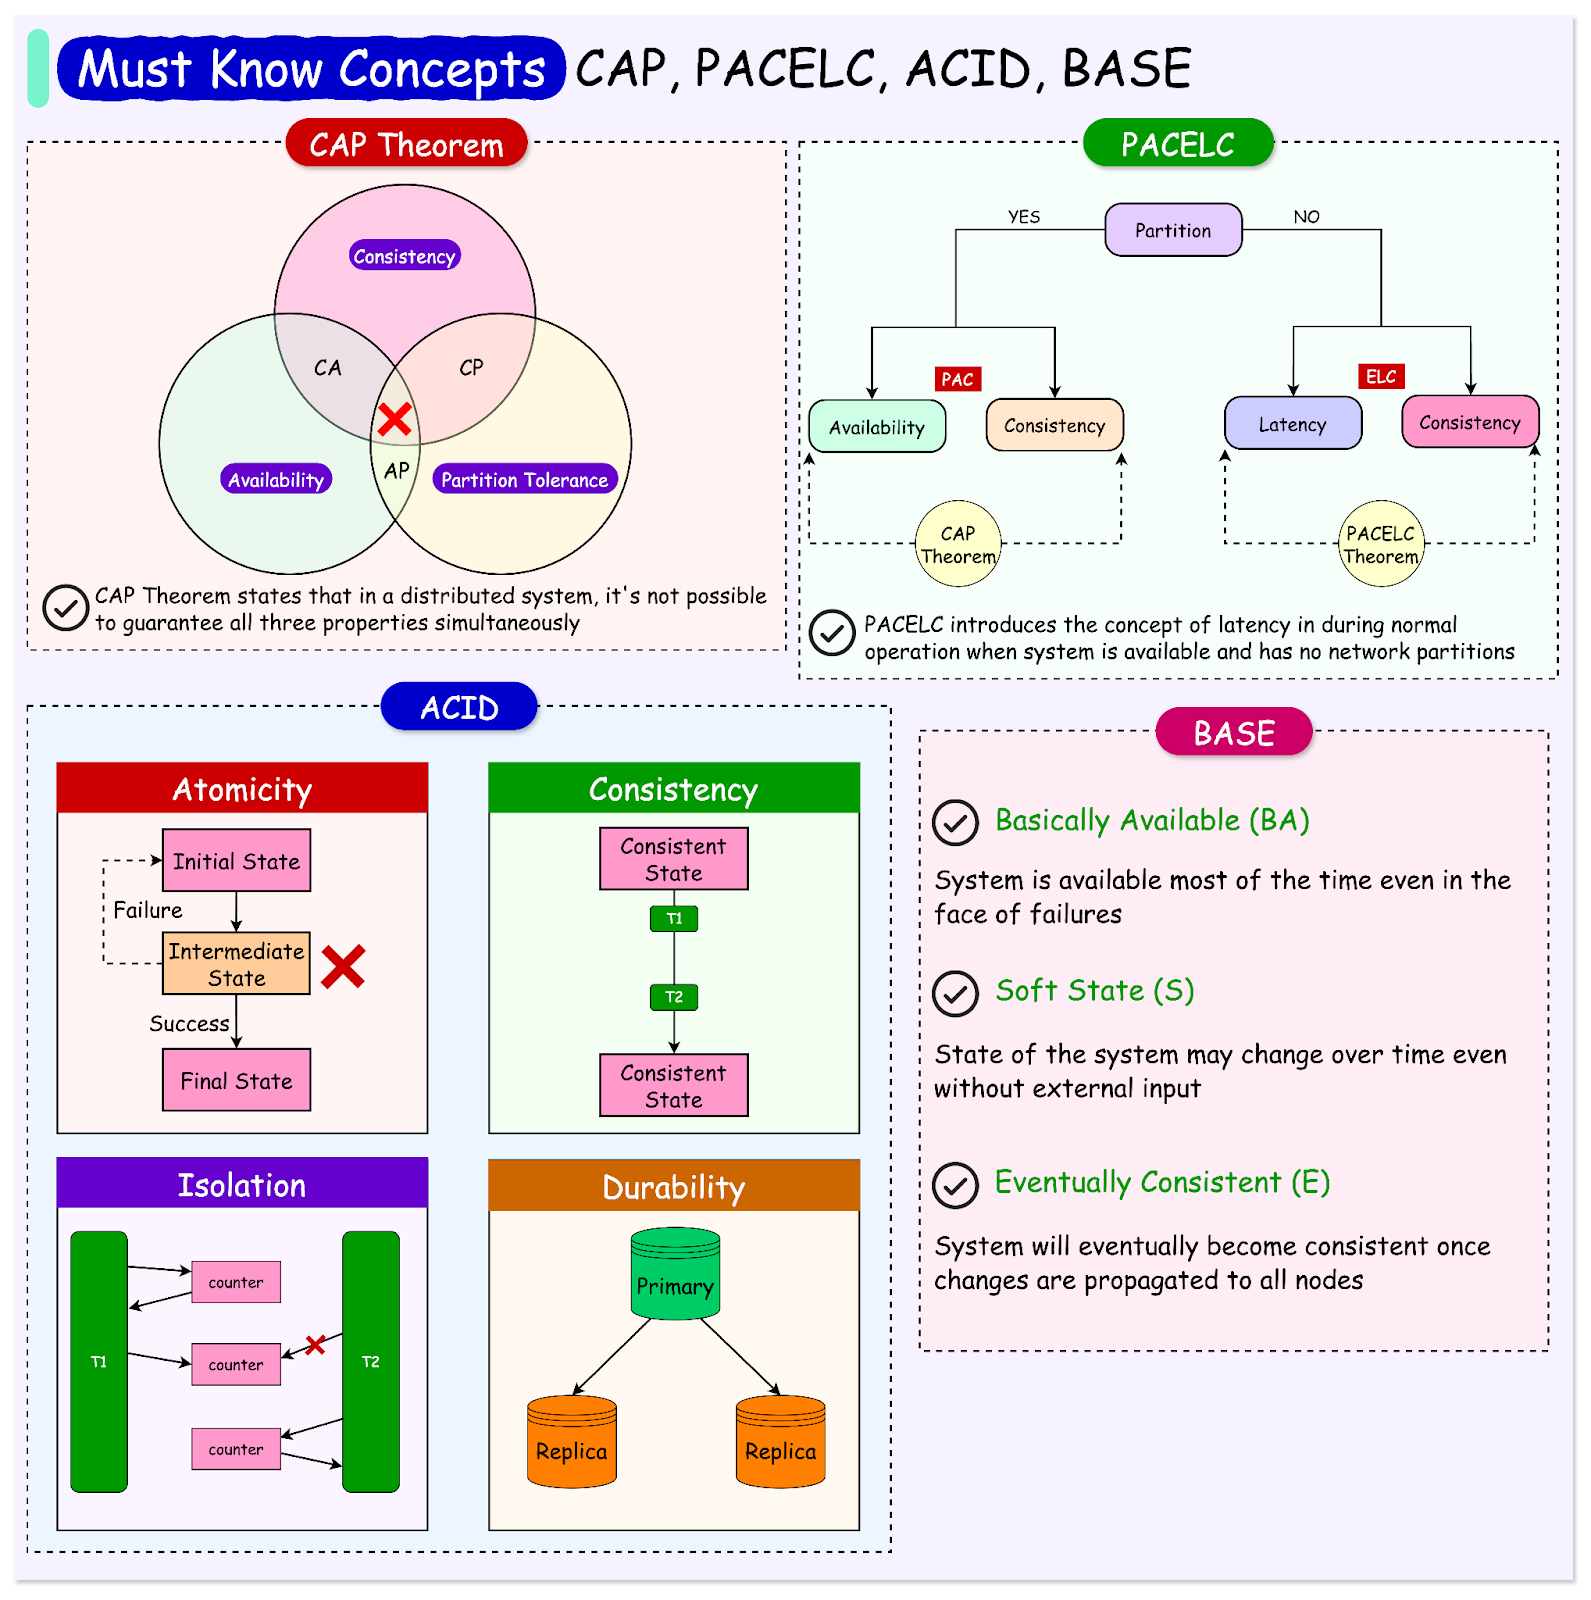 Must Know Concepts CAP, PACELC, ACID, BASE
CAP Theorem
Consistency
CA
CP
AP
Availability
Partition Tolerance
CAP Theorem states that in a distributed system, it's not possible
to guarantee all three properties simultaneously
PACELC
YES
Partition
NO
PAC
ELC
Availability
Consistency
Latency
Consistency
CAP
Theorem
PACELC
Theorem
PACELC introduces the concept of latency in during normal
operation when system is available and has no network partitions
ACID
Atomicity
Initial State
Failure
Intermediate
State
Success
Final State
Consistency
Consistent
State
T1
T2
Consistent
State
Isolation
T1
counter
counter
counter
T2
Durability
Primary
Replica
Replica
BASE
Basically Available (BA)
System is available most of the time even in the
face of failures
Soft State (S)
State of the system may change over time even
without external input
Eventually Consistent (E)
System will eventually become consistent once
changes are propagated to all nodes